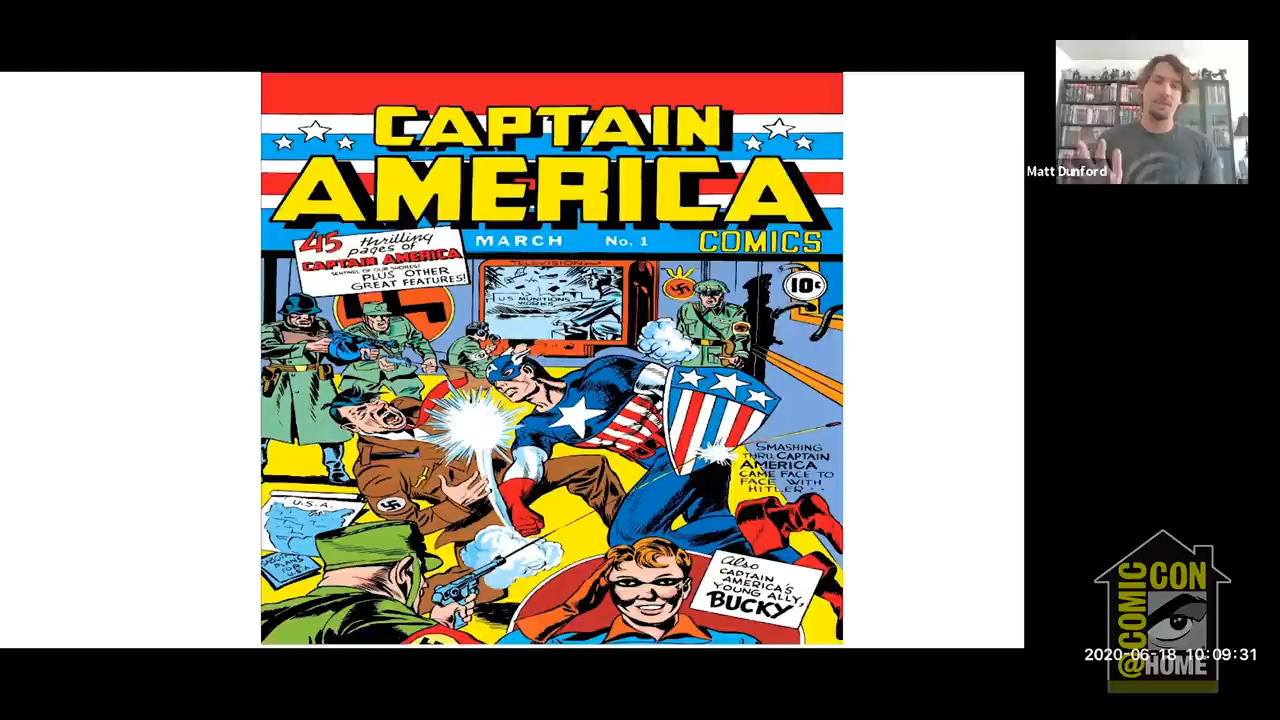 CAPTAIN
AMERICA
MARCH No. 1
COMICS
45 thrilling
pages of
CAPTAIN AMERICA
SENTINEL OF OUR SHORES!
PLUS OTHER
GREAT FEATURES!
TELEVISION
U.S. MUNITIONS
WORKS
10¢
SMASHING
THRU, CAPTAIN
AMERICA
CAME FACE TO
FACE WITH
HITLER..
U.S.A.
PLANS
FOR
U.S.A.
Also
CAPTAIN
AMERICA'S
YOUNG ALLY,
BUCKY
Matt Dunford
@COMIC
CON
HOME
2020-06-18 10:09:31